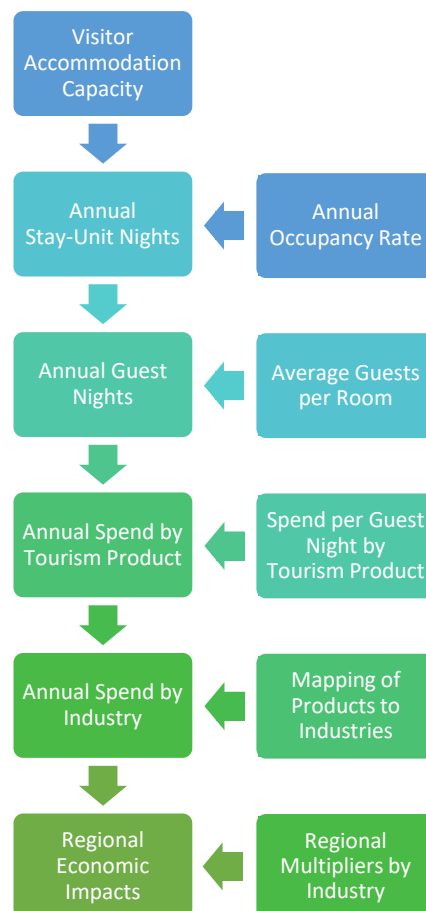 Visitor
Accommodation
Capacity
Annual
Stay-Unit Nights
Annual
Occupancy Rate
Annual Guest
Nights
Average Guests
per Room
Annual Spend by
Tourism Product
Spend per Guest
Night by
Tourism Product
Annual Spend by
Industry
Mapping of
Products to
Industries
Regional
Economic
Impacts
Regional
Multipliers by
Industry